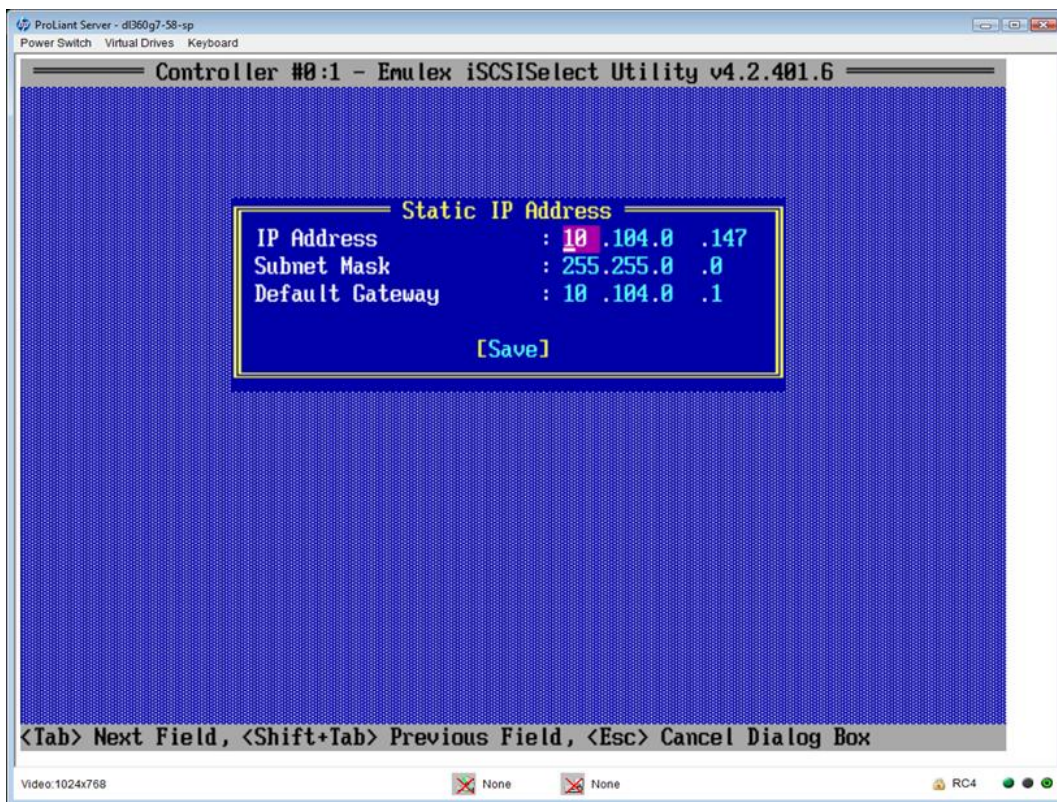 ProLiant Server - dl360g7-58-sp
Power Switch Virtual Drives Keyboard
Controller #0:1 - Emulex iSCSISelect Utility v4.2.401.6
Static IP Address
IP Address : 10 .104.0 .147
Subnet Mask : 255.255.0 .0
Default Gateway : 10 .104.0 .1
[Save]
<Tab> Next Field, <Shift+Tab> Previous Field, <Esc> Cancel Dialog Box
Video:1024x768 None None RC4